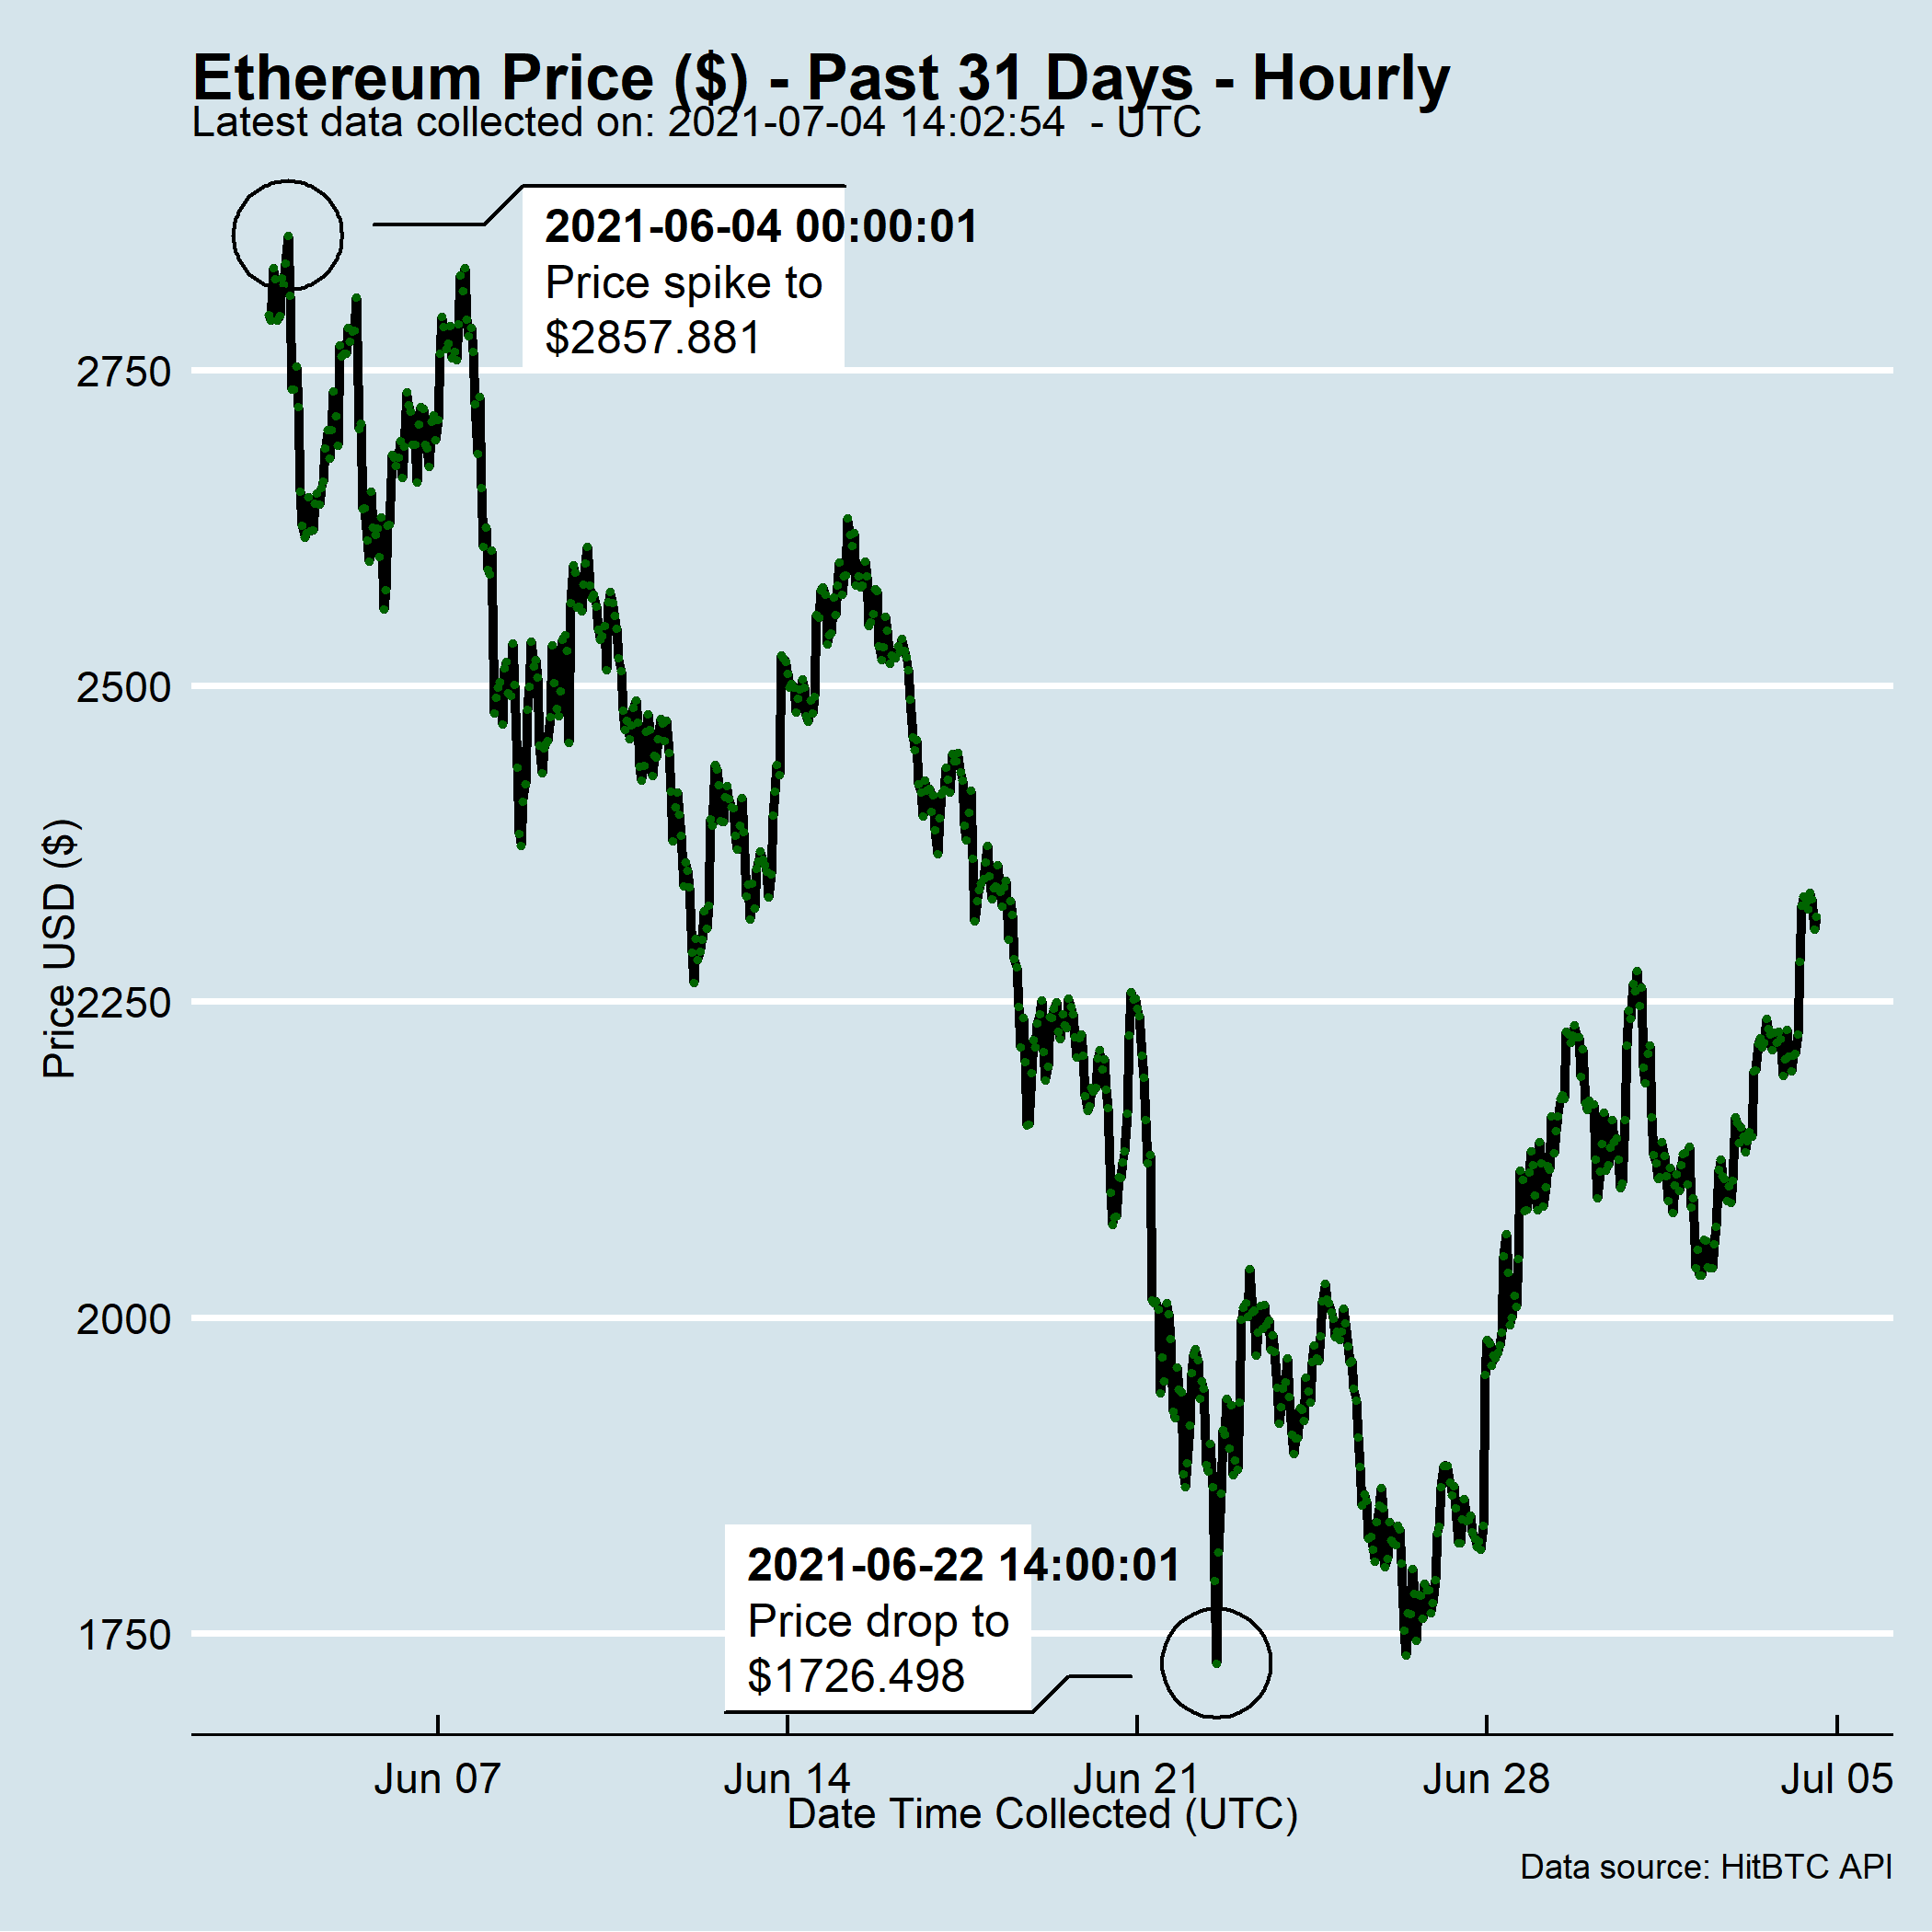 Ethereum Price ($) - Past 31 Days - Hourly
Latest data collected on: 2021-07-04 14:02:54  - UTC
2021-06-04 00:00:01
Price spike to
$2857.881
2750
2500
2250
2000
1750
Price USD ($)
2021-06-22 14:00:01
Price drop to
$1726.498
Jun 07
Jun 14
Jun 21
Jun 28
Jul 05
Date Time Collected (UTC)
Data source: HitBTC API